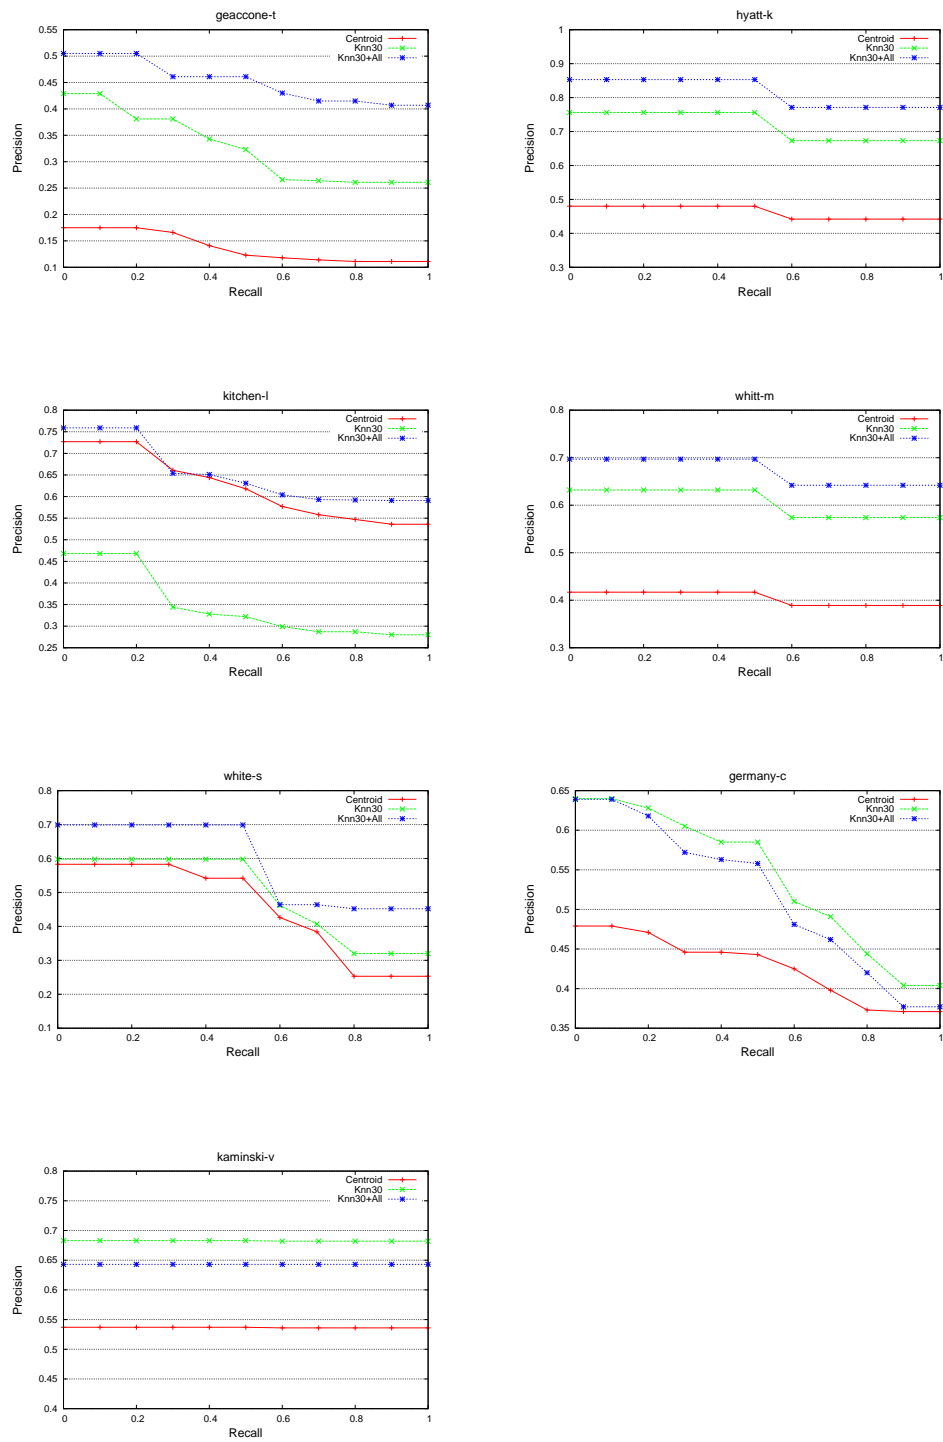 geaccone-t
0.55
0.5
0.45
0.4
0.35
0.3
0.25
0.2
0.15
0.1
0 0.2 0.4 0.6 0.8 1
Precision
Recall
Centroid
Knn30
Knn30+All
hyatt-k
1
0.9
0.8
0.7
0.6
0.5
0.4
0.3
0 0.2 0.4 0.6 0.8 1
Precision
Recall
Centroid
Knn30
Knn30+All
kitchen-l
0.8
0.75
0.7
0.65
0.6
0.55
0.5
0.45
0.4
0.35
0.3
0.25
0 0.2 0.4 0.6 0.8 1
Precision
Recall
Centroid
Knn30
Knn30+All
whitt-m
0.8
0.7
0.6
0.5
0.4
0.3
0 0.2 0.4 0.6 0.8 1
Precision
Recall
Centroid
Knn30
Knn30+All
white-s
0.8
0.7
0.6
0.5
0.4
0.3
0.2
0.1
0 0.2 0.4 0.6 0.8 1
Precision
Recall
Centroid
Knn30
Knn30+All
germany-c
0.65
0.6
0.55
0.5
0.45
0.4
0.35
0 0.2 0.4 0.6 0.8 1
Precision
Recall
Centroid
Knn30
Knn30+All
kaminski-v
0.8
0.75
0.7
0.65
0.6
0.55
0.5
0.45
0.4
0 0.2 0.4 0.6 0.8 1
Precision
Recall
Centroid
Knn30
Knn30+All